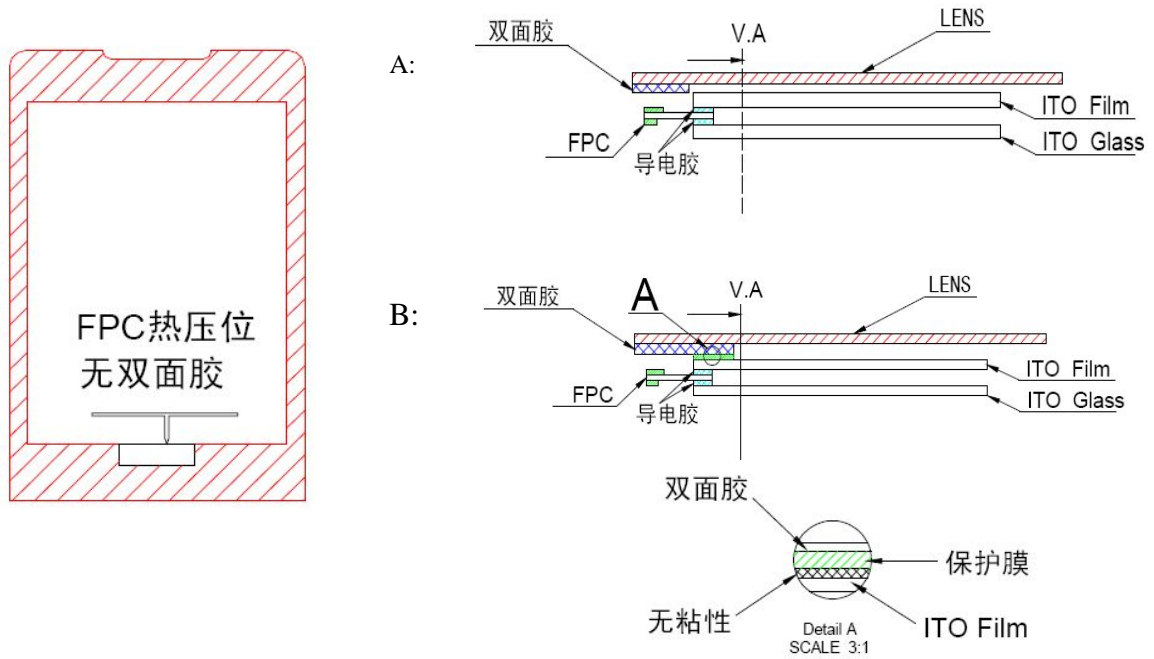 FPC热压位
无双面胶
A:
双面胶
V.A
LENS
ITO Film
FPC
导电胶
ITO Glass
B:
双面胶
A
V.A
LENS
ITO Film
FPC
导电胶
ITO Glass
双面胶
保护膜
无粘性
ITO Film
Detail A
SCALE 3:1